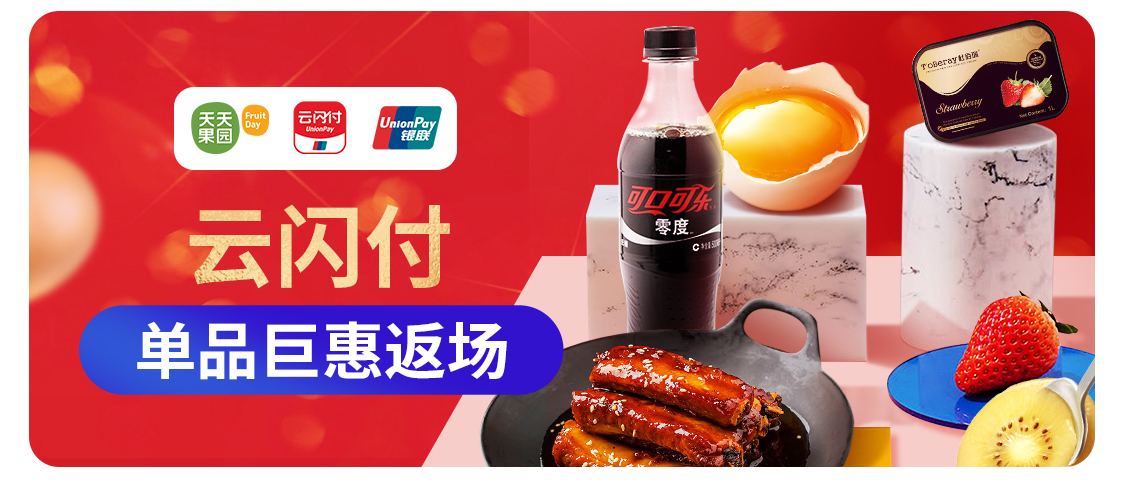 天天
果园
Fruit
Day
云闪付
UnionPay
UnionPay
银联
云闪付
单品巨惠返场
可口可乐
零度
ToBeray
Strawberry